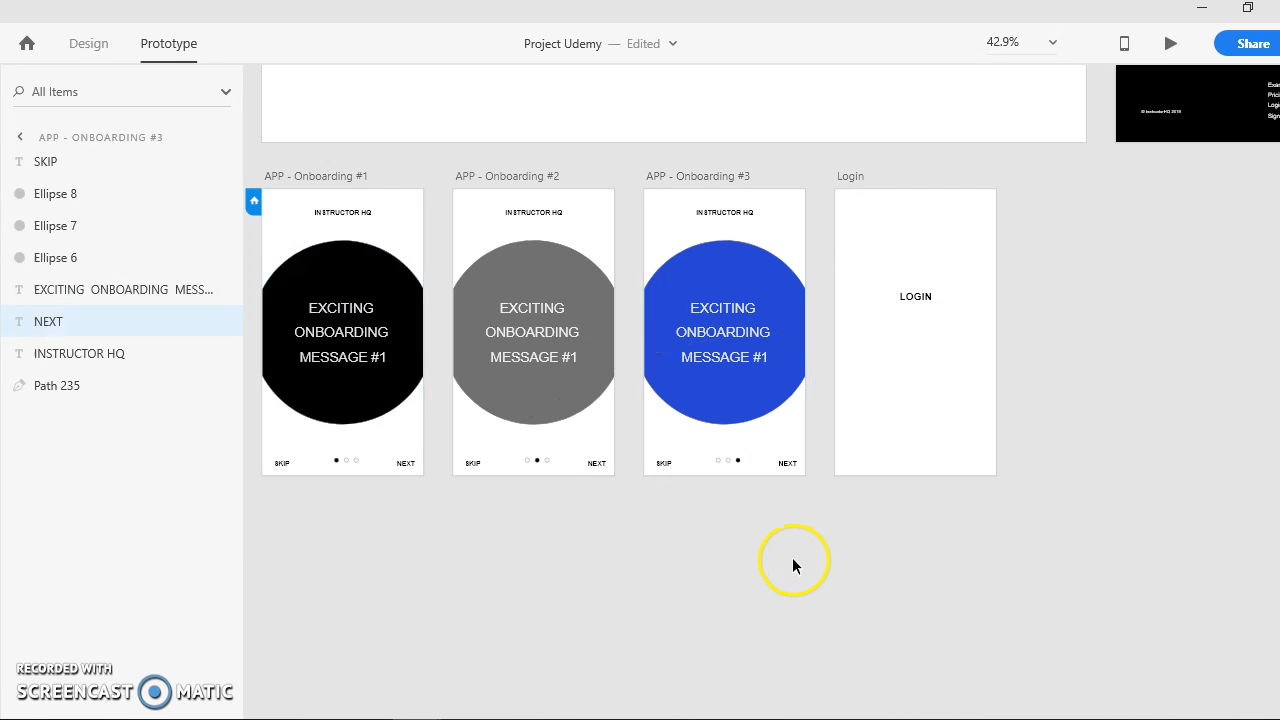 Design
Prototype
Project Udemy — Edited
42.9%
Share
All Items
APP - ONBOARDING #3
SKIP
Ellipse 8
Ellipse 7
Ellipse 6
EXCITING ONBOARDING MESS...
NEXT
INSTRUCTOR HQ
Path 235
APP - Onboarding #1
INSTRUCTOR HQ
EXCITING
ONBOARDING
MESSAGE #1
SKIP
NEXT
APP - Onboarding #2
INSTRUCTOR HQ
EXCITING
ONBOARDING
MESSAGE #1
SKIP
NEXT
APP - Onboarding #3
INSTRUCTOR HQ
EXCITING
ONBOARDING
MESSAGE #1
SKIP
NEXT
Login
LOGIN
RECORDED WITH
SCREENCAST MATIC